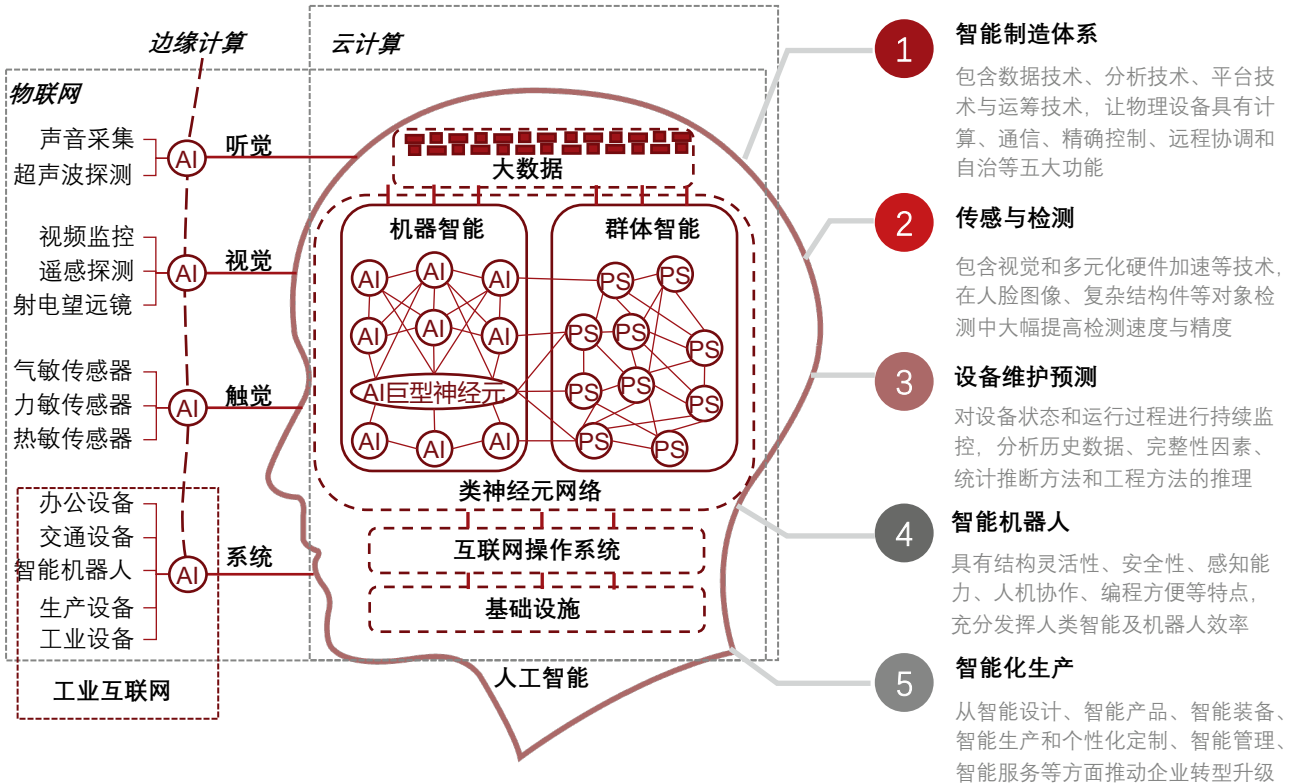 边缘计算
云计算
物联网
声音采集
超声波探测
AI
听觉
视频监控
遥感探测
射电望远镜
AI
视觉
气敏传感器
力敏传感器
热敏传感器
AI
触觉
办公设备
交通设备
智能机器人
生产设备
工业设备
AI
系统
工业互联网
大数据
机器智能
AI
AI
AI
AI
AI
AI
AI巨型神经元
AI
AI
AI
群体智能
PS
PS
PS
PS
PS
PS
PS
PS
PS
PS
类神经元网络
互联网操作系统
基础设施
人工智能
1
智能制造体系
包含数据技术、分析技术、平台技
术与运筹技术，让物理设备具有计
算、通信、精确控制、远程协调和
自治等五大功能
2
传感与检测
包含视觉和多元化硬件加速等技术，
在人脸图像、复杂结构件等对象检
测中大幅提高检测速度与精度
3
设备维护预测
对设备状态和运行过程进行持续监
控，分析历史数据、完整性因素、
统计推断方法和工程方法的推理
4
智能机器人
具有结构灵活性、安全性、感知能
力、人机协作、编程方便等特点，
充分发挥人类智能及机器人效率
5
智能化生产
从智能设计、智能产品、智能装备、
智能生产和个性化定制、智能管理、
智能服务等方面推动企业转型升级